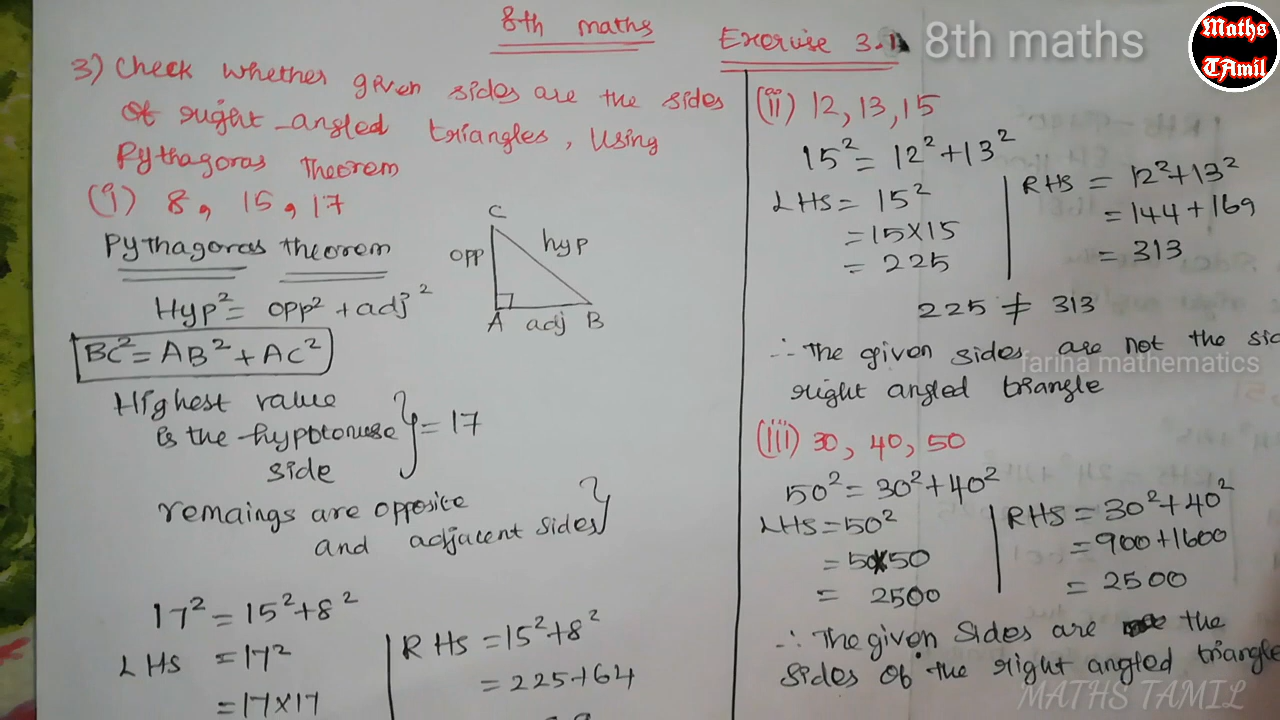 8th maths
Exercise 3.1
8th maths
Maths
TAmil
3) Check whether given sides are the sides
of right-angled triangles, Using
Pythagoras Theorem
(i) 8, 15, 17
Pythagoras theorem
Hyp² = opp² + adj²
BC² = AB² + AC²
C
opp
hyp
A adj B
Highest value
is the hypotonuse
side
} = 17
remaings are opposite
and adjacent sides }
17² = 15² + 8²
LHS = 17²
= 17×17
RHS = 15² + 8²
= 225+64
(ii) 12, 13, 15
15² = 12² + 13²
LHS = 15²
= 15×15
= 225
RHS = 12² + 13²
= 144 + 169
= 313
225 ≠ 313
∴ The given sides are not the sid
right angled triangle
fariha mathematics
(iii) 30, 40, 50
50² = 30² + 40²
LHS = 50²
= 50×50
= 2500
RHS = 30² + 40²
= 900 + 1600
= 2500
∴ The given sides are the
sides of the right angled triangle
MATHS TAMIL